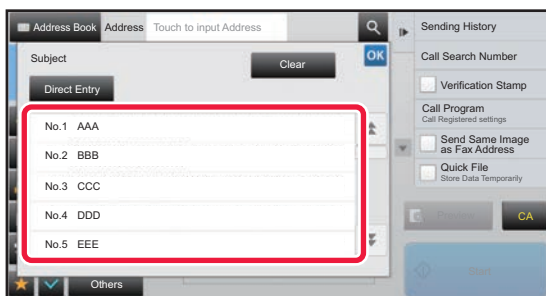 Address Book Address Touch to input Address
Sending History
Subject
Clear
OK
Call Search Number
Direct Entry
Verification Stamp
No.1 AAA
Call Program
Call Registered settings
No.2 BBB
Send Same Image
as Fax Address
No.3 CCC
Quick File
Store Data Temporarily
No.4 DDD
CA
No.5 EEE
Others
Start